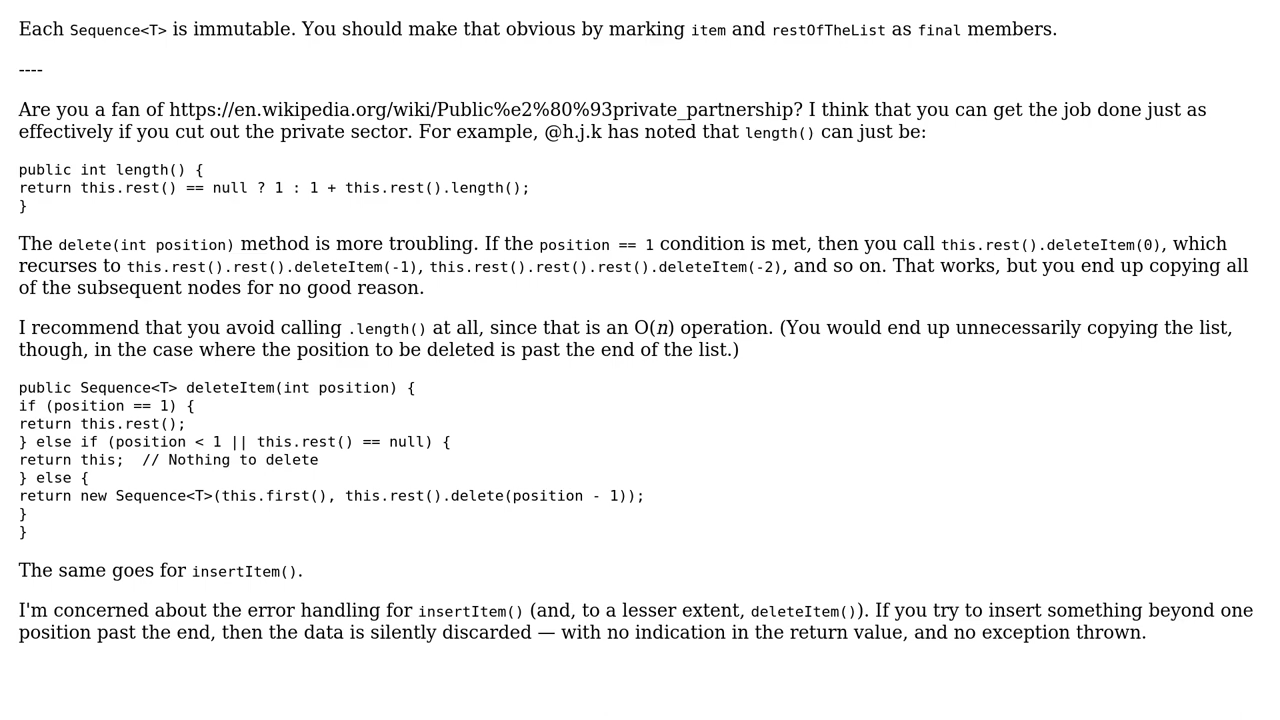 Each Sequence<T> is immutable. You should make that obvious by marking item and restOfTheList as final members.
----
Are you a fan of https://en.wikipedia.org/wiki/Public%e2%80%93private_partnership? I think that you can get the job done just as
effectively if you cut out the private sector. For example, @h.j.k has noted that length() can just be:
public int length() {
return this.rest() == null ? 1 : 1 + this.rest().length();
}
The delete(int position) method is more troubling. If the position == 1 condition is met, then you call this.rest().deleteItem(0), which
recurses to this.rest().rest().deleteItem(-1), this.rest().rest().rest().deleteItem(-2), and so on. That works, but you end up copying all
of the subsequent nodes for no good reason.
I recommend that you avoid calling .length() at all, since that is an O(n) operation. (You would end up unnecessarily copying the list,
though, in the case where the position to be deleted is past the end of the list.)
public Sequence<T> deleteItem(int position) {
if (position == 1) {
return this.rest();
} else if (position < 1 || this.rest() == null) {
return this;  // Nothing to delete
} else {
return new Sequence<T>(this.first(), this.rest().delete(position - 1));
}
}
The same goes for insertItem().
I'm concerned about the error handling for insertItem() (and, to a lesser extent, deleteItem()). If you try to insert something beyond one
position past the end, then the data is silently discarded — with no indication in the return value, and no exception thrown.